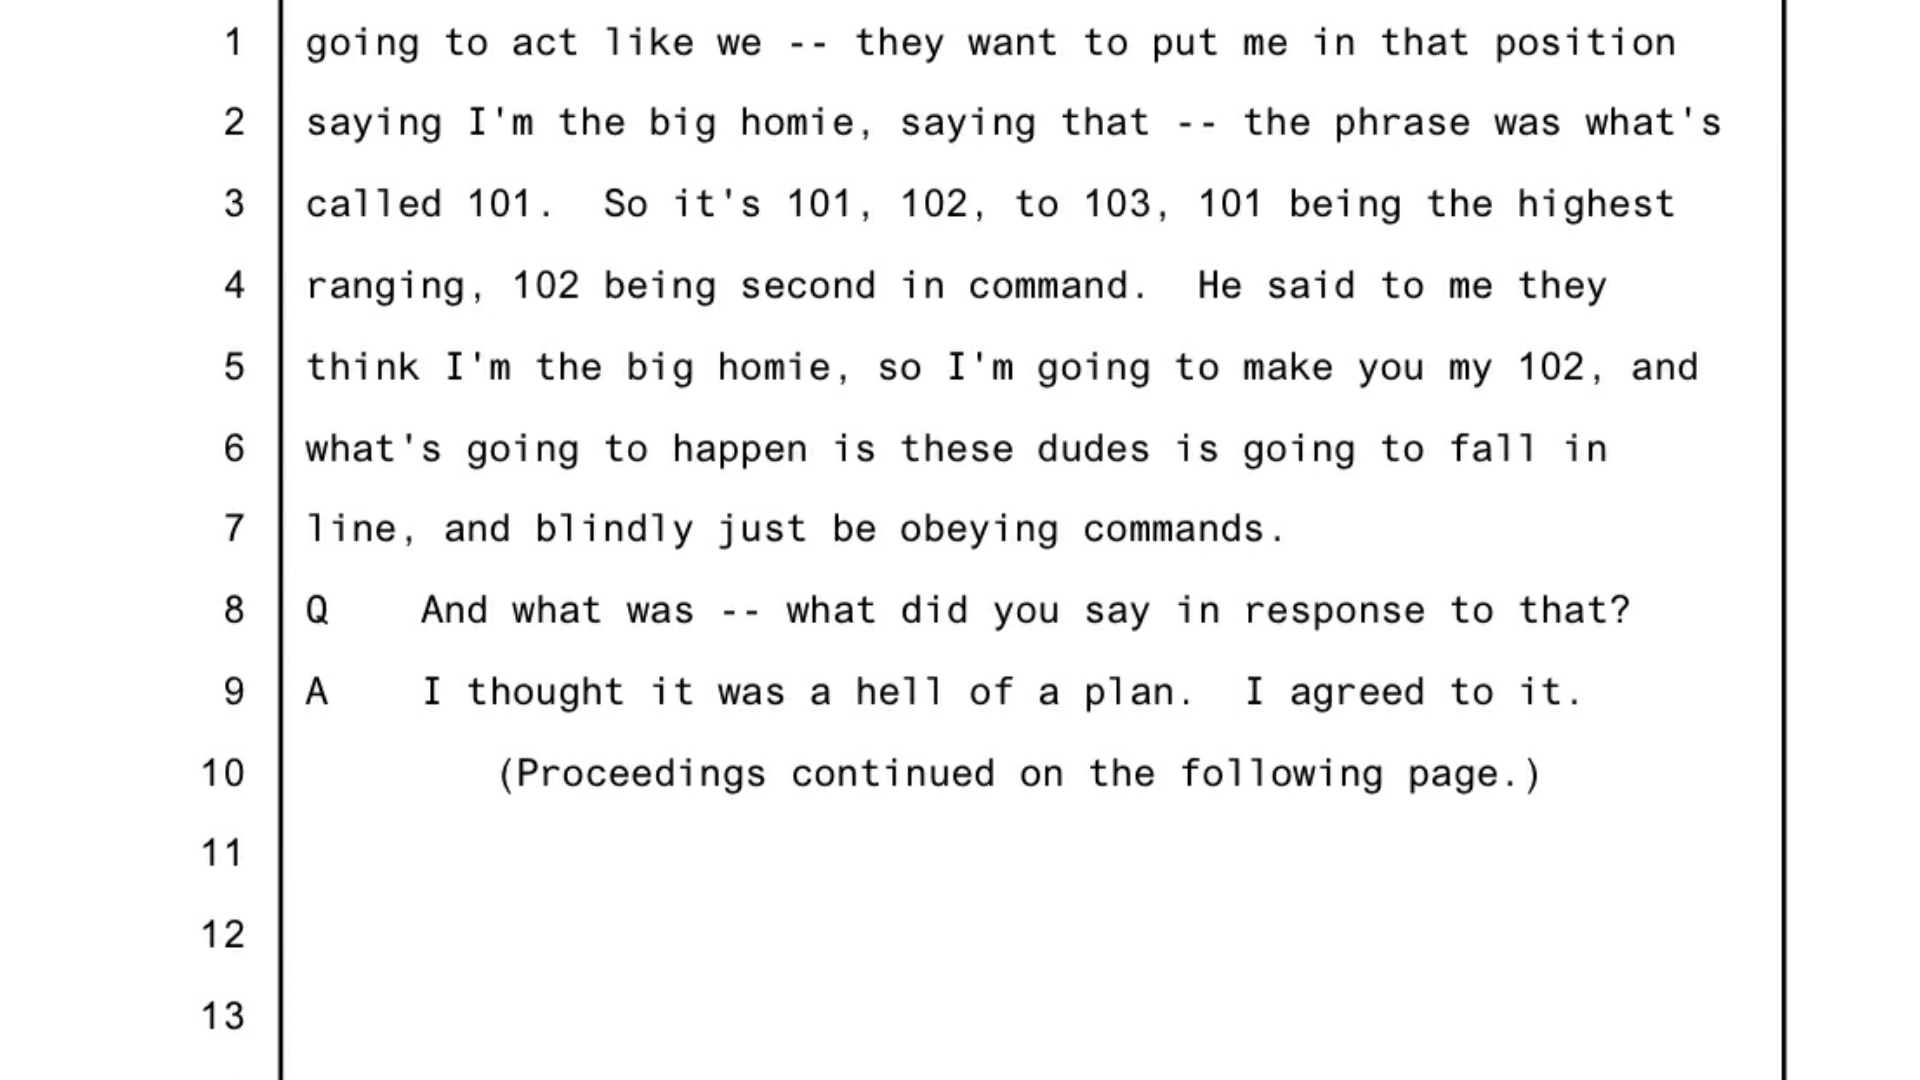 1 going to act like we -- they want to put me in that position
2 saying I'm the big homie, saying that -- the phrase was what's
3 called 101.  So it's 101, 102, to 103, 101 being the highest
4 ranging, 102 being second in command.  He said to me they
5 think I'm the big homie, so I'm going to make you my 102, and
6 what's going to happen is these dudes is going to fall in
7 line, and blindly just be obeying commands.
8 Q    And what was -- what did you say in response to that?
9 A    I thought it was a hell of a plan.  I agreed to it.
10 (Proceedings continued on the following page.)
11
12
13